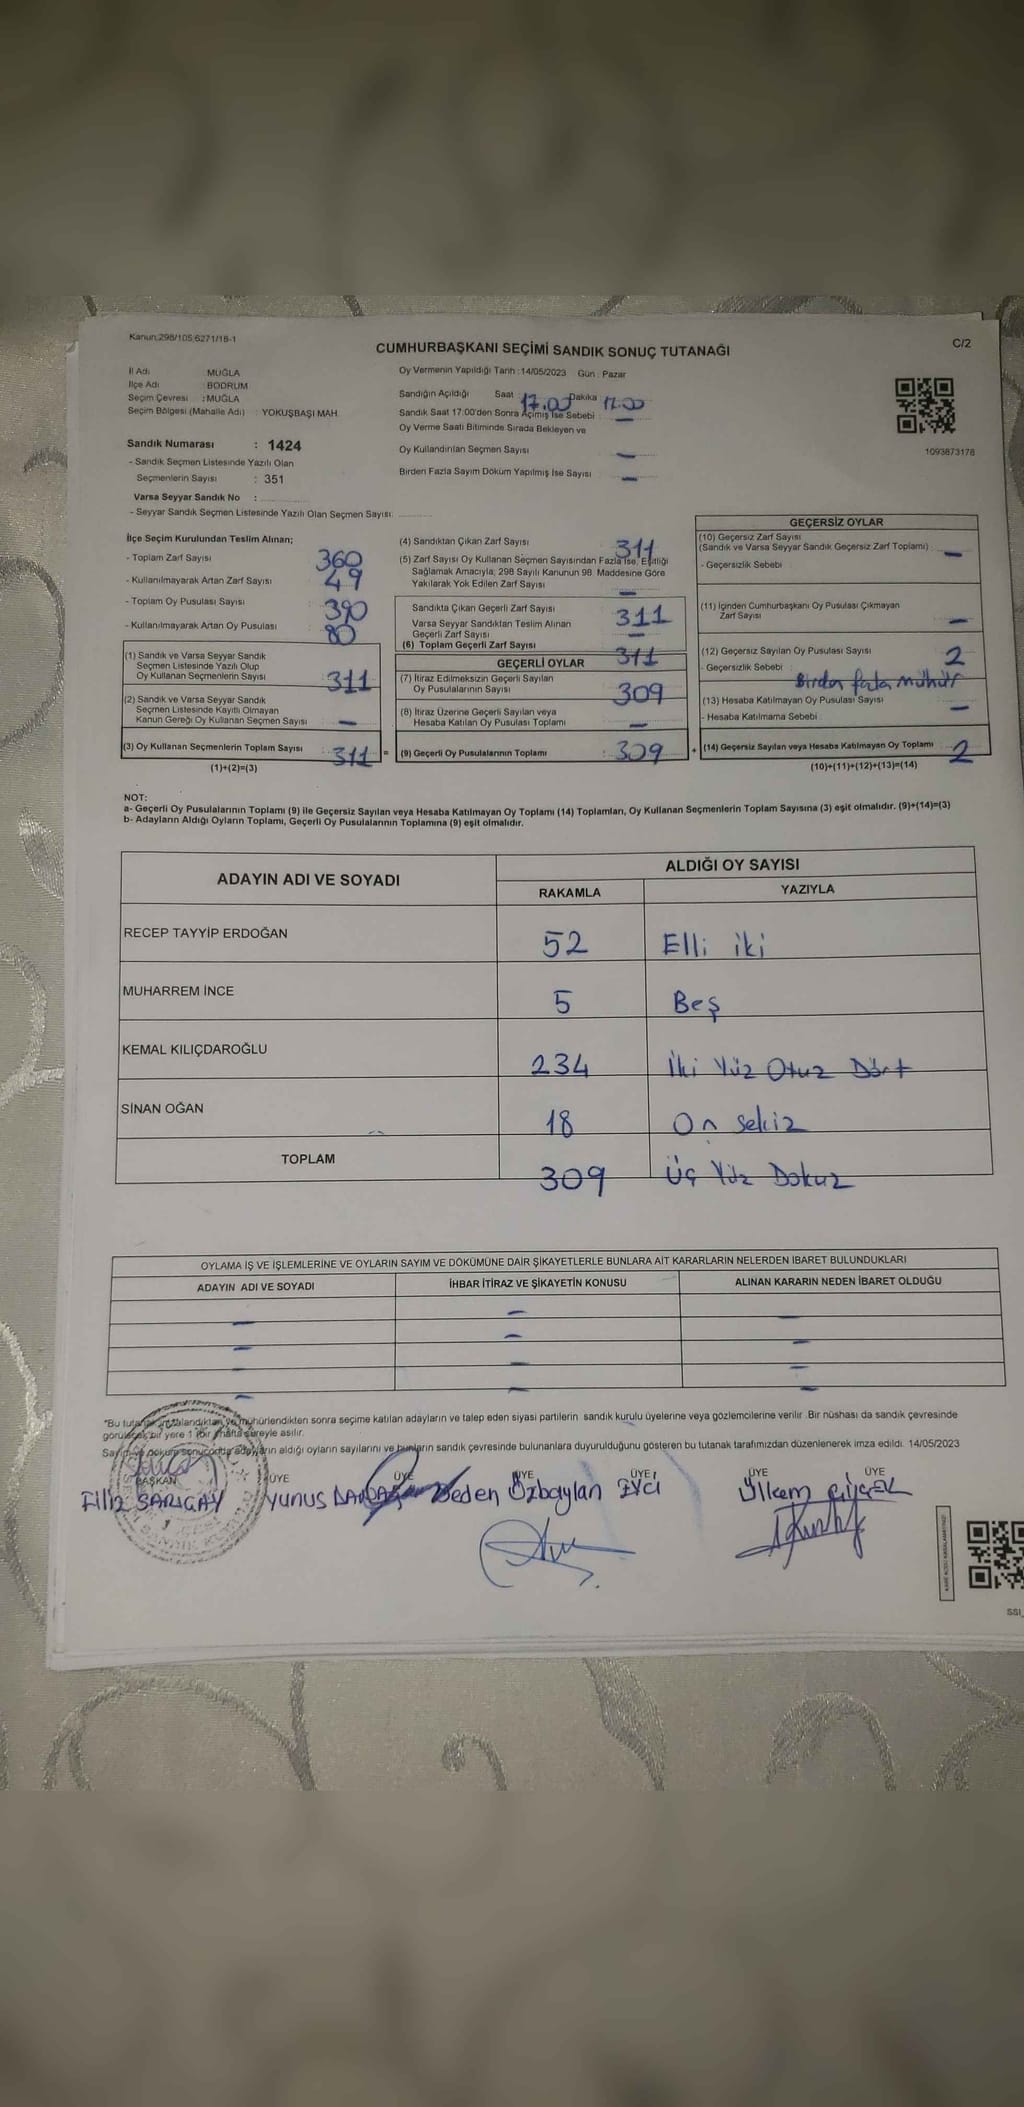 Kanun:298/105,6271/18-1
C/2
CUMHURBAŞKANI SEÇİMİ SANDIK SONUÇ TUTANAĞI
İl Adı MUĞLA
İlçe Adı : BODRUM
Seçim Çevresi : MUĞLA
Seçim Bölgesi (Mahalle Adı) : YOKUŞBAŞI MAH.
Sandık Numarası : 1424
- Sandık Seçmen Listesinde Yazılı Olan
Seçmenlerin Sayısı : 351
Varsa Seyyar Sandık No :
- Seyyar Sandık Seçmen Listesinde Yazılı Olan Seçmen Sayısı:
Oy Vermenin Yapıldığı Tarih :14/05/2023 Gün : Pazar
Sandığın Açıldığı Saat 17.00 Dakika 17.00
Sandık Saat 17:00'den Sonra Açılmış İse Sebebi : —
Oy Verme Saati Bitiminde Sırada Bekleyen ve
Oy Kullandırılan Seçmen Sayısı —
Birden Fazla Sayım Döküm Yapılmış İse Sayısı —
1093873178
İlçe Seçim Kurulundan Teslim Alınan;
- Toplam Zarf Sayısı 360
- Kullanılmayarak Artan Zarf Sayısı 49
- Toplam Oy Pusulası Sayısı 390
- Kullanılmayarak Artan Oy Pusulası 80
(1) Sandık ve Varsa Seyyar Sandık
Seçmen Listesinde Yazılı Olup
Oy Kullanan Seçmenlerin Sayısı : 311
(2) Sandık ve Varsa Seyyar Sandık
Seçmen Listesinde Kayıtlı Olmayan
Kanun Gereği Oy Kullanan Seçmen Sayısı —
(3) Oy Kullanan Seçmenlerin Toplam Sayısı : 311 =
(1)+(2)=(3)
(4) Sandıktan Çıkan Zarf Sayısı 311
(5) Zarf Sayısı Oy Kullanan Seçmen Sayısından Fazla İse, Eşitliği
Sağlamak Amacıyla, 298 Sayılı Kanunun 98. Maddesine Göre
Yakılarak Yok Edilen Zarf Sayısı —
Sandıkta Çıkan Geçerli Zarf Sayısı 311
Varsa Seyyar Sandıktan Teslim Alınan
Geçerli Zarf Sayısı —
(6) Toplam Geçerli Zarf Sayısı 311
GEÇERLİ OYLAR
(7) İtiraz Edilmeksizin Geçerli Sayılan
Oy Pusulalarının Sayısı 309
(8) İtiraz Üzerine Geçerli Sayılan veya
Hesaba Katılan Oy Pusulası Toplamı —
(9) Geçerli Oy Pusulalarının Toplamı : 309 +
GEÇERSİZ OYLAR
(10) Geçersiz Zarf Sayısı
(Sandık ve Varsa Seyyar Sandık Geçersiz Zarf Toplamı) : —
- Geçersizlik Sebebi
(11) İçinden Cumhurbaşkanı Oy Pusulası Çıkmayan
Zarf Sayısı —
(12) Geçersiz Sayılan Oy Pusulası Sayısı 2
- Geçersizlik Sebebi : Birden fazla mühür
(13) Hesaba Katılmayan Oy Pusulası Sayısı —
- Hesaba Katılmama Sebebi
(14) Geçersiz Sayılan veya Hesaba Katılmayan Oy Toplamı 2
(10)+(11)+(12)+(13)=(14)
NOT:
a- Geçerli Oy Pusulalarının Toplamı (9) ile Geçersiz Sayılan veya Hesaba Katılmayan Oy Toplamı (14) Toplamları, Oy Kullanan Seçmenlerin Toplam Sayısına (3) eşit olmalıdır. (9)+(14)=(3)
b- Adayların Aldığı Oyların Toplamı, Geçerli Oy Pusulalarının Toplamına (9) eşit olmalıdır.
ADAYIN ADI VE SOYADI
ALDIĞI OY SAYISI
RAKAMLA YAZIYLA
RECEP TAYYİP ERDOĞAN 52 Elli iki
MUHARREM İNCE 5 Beş
KEMAL KILIÇDAROĞLU 234 İki Yüz Otuz Dört
SİNAN OĞAN 18 On sekiz
TOPLAM 309 Üç Yüz Dokuz
OYLAMA İŞ VE İŞLEMLERİNE VE OYLARIN SAYIM VE DÖKÜMÜNE DAİR ŞİKAYETLERLE BUNLARA AİT KARARLARIN NELERDEN İBARET BULUNDUKLARI
ADAYIN ADI VE SOYADI İHBAR İTİRAZ VE ŞİKAYETİN KONUSU ALINAN KARARIN NEDEN İBARET OLDUĞU
— — —
— — —
— — —
— — —
"Bu tutanak imzalandıktan ve mühürlendikten sonra seçime katılan adayların ve talep eden siyasi partilerin sandık kurulu üyelerine veya gözlemcilerine verilir. Bir nüshası da sandık çevresinde
görülecek bir yere 1 (bir) hafta süreyle asılır.
Sayım ve döküm sonucunda adayların aldığı oyların sayılarını ve bunların sandık çevresinde bulunanlara duyurulduğunu gösteren bu tutanak tarafımızdan düzenlenerek imza edildi. 14/05/2023
BAŞKAN ÜYE ÜYE ÜYE ÜYE ÜYE ÜYE
Filiz SARIGAY Yunus Özbaylan EVCİ Ülkem ÇİÇEK